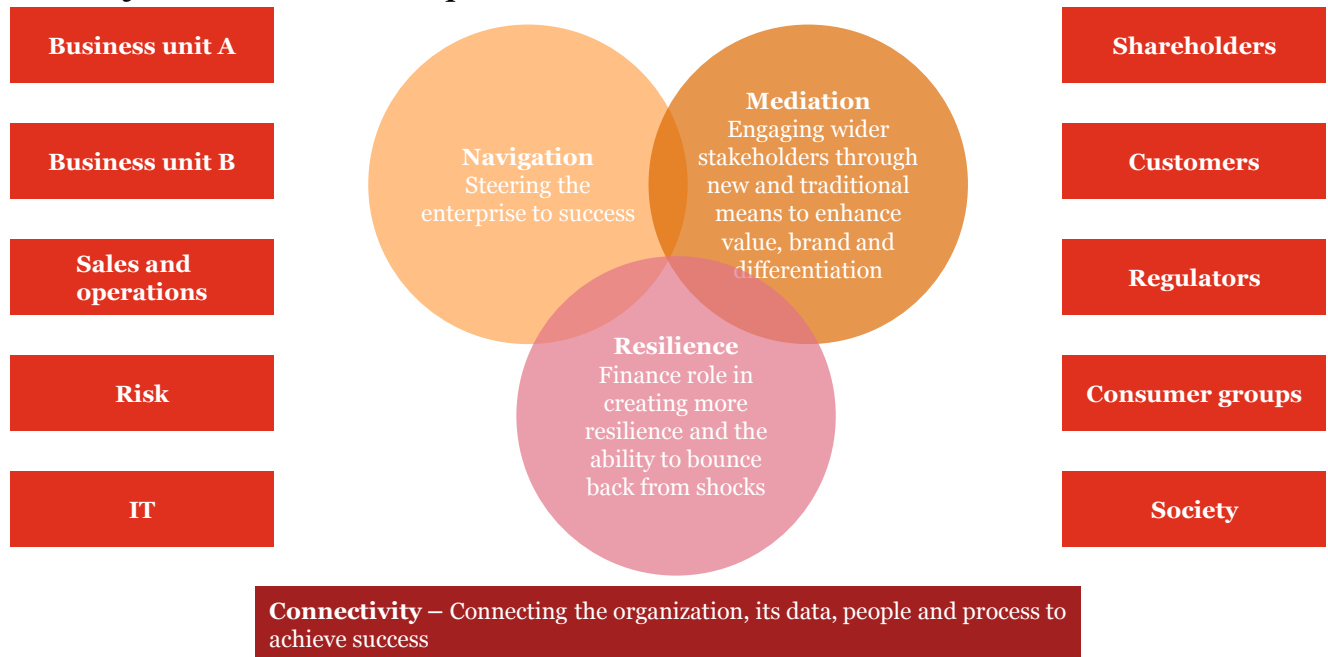 Business unit A
Business unit B
Sales and
operations
Risk
IT
Navigation
Steering the
enterprise to success
Mediation
Engaging wider
stakeholders through
new and traditional
means to enhance
value, brand and
differentiation
Resilience
Finance role in
creating more
resilience and the
ability to bounce
back from shocks
Shareholders
Customers
Regulators
Consumer groups
Society
Connectivity – Connecting the organization, its data, people and process to
achieve success